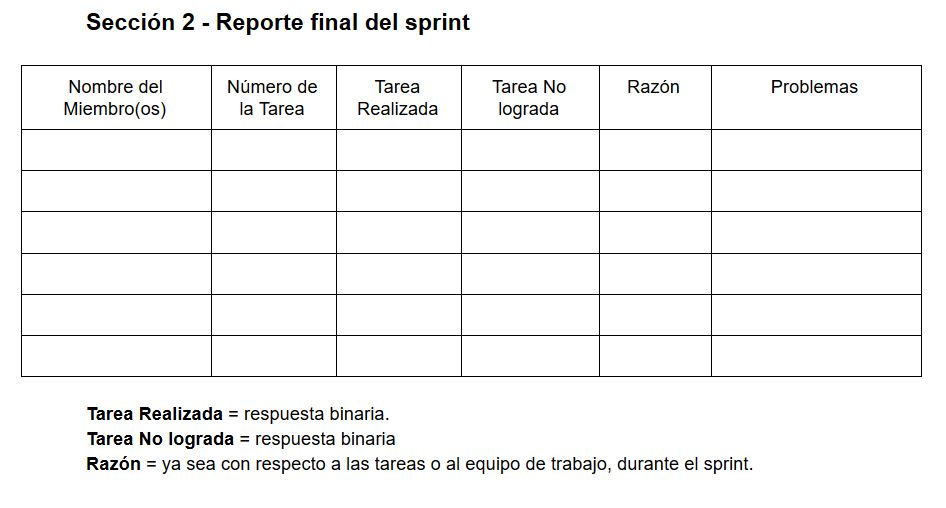 Sección 2 - Reporte final del sprint
Nombre del Miembro(os) Número de la Tarea Tarea Realizada Tarea No lograda Razón Problemas
Tarea Realizada = respuesta binaria.
Tarea No lograda = respuesta binaria
Razón = ya sea con respecto a las tareas o al equipo de trabajo, durante el sprint.